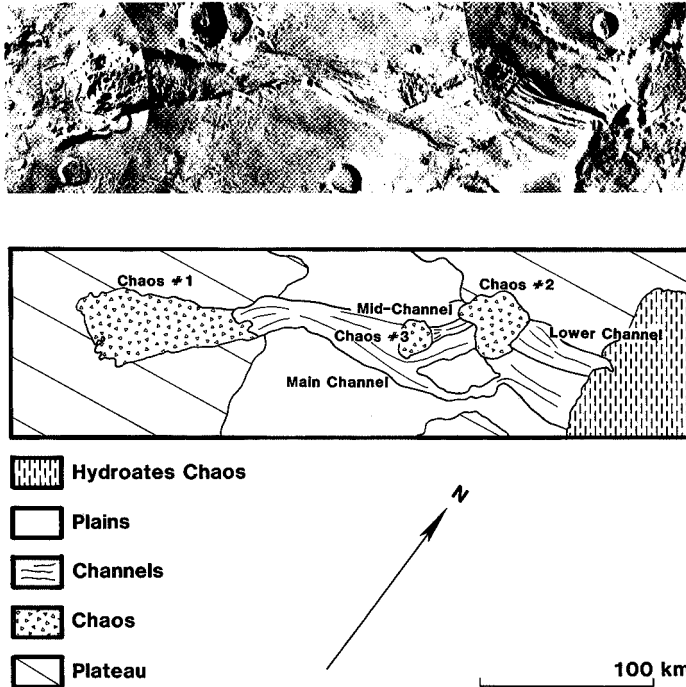 Chaos #1
Chaos #2
Mid-Channel
Chaos #3
Lower Channel
Main Channel
Hydroates Chaos
Plains
Channels
Chaos
Plateau
N
100 km